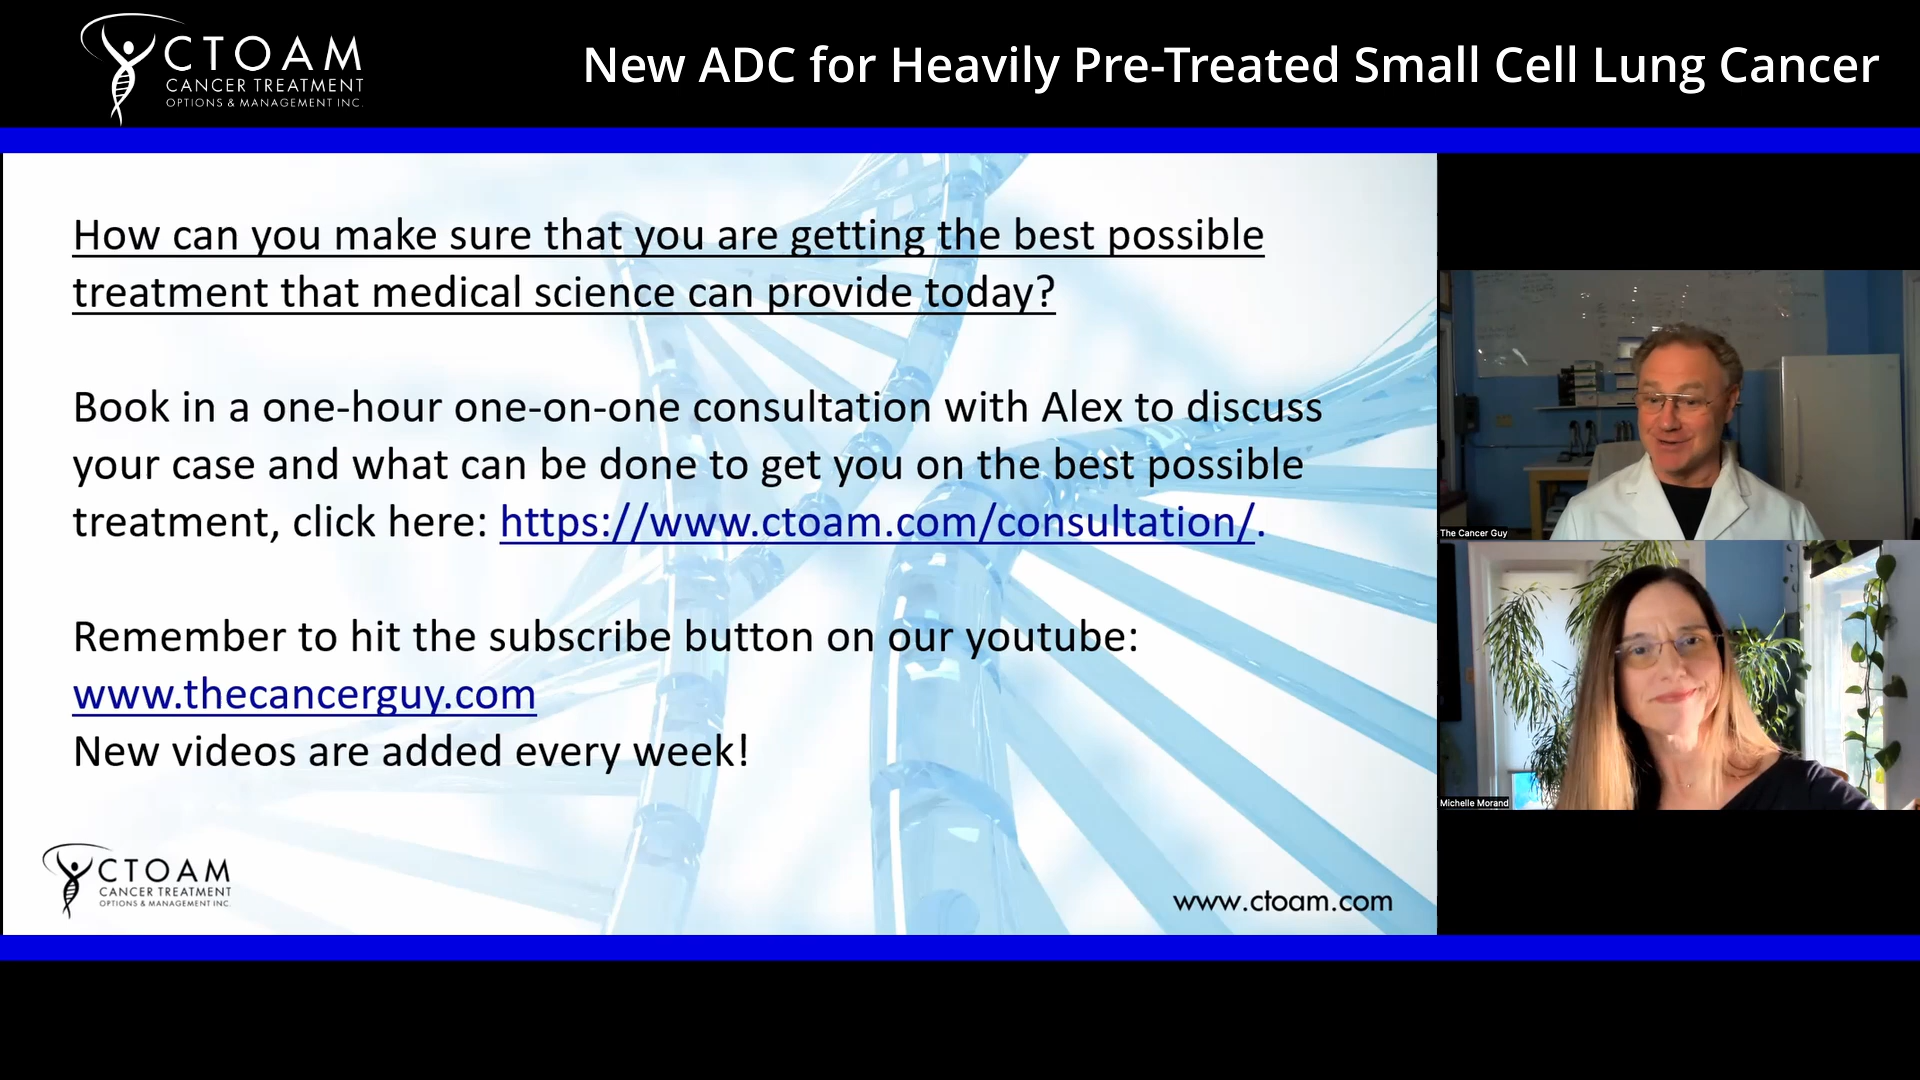 CTOAM
CANCER TREATMENT
OPTIONS & MANAGEMENT INC.
New ADC for Heavily Pre-Treated Small Cell Lung Cancer
How can you make sure that you are getting the best possible
treatment that medical science can provide today?
Book in a one-hour one-on-one consultation with Alex to discuss
your case and what can be done to get you on the best possible
treatment, click here: https://www.ctoam.com/consultation/.
Remember to hit the subscribe button on our youtube:
www.thecancerguy.com
New videos are added every week!
CTOAM
CANCER TREATMENT
OPTIONS & MANAGEMENT INC.
www.ctoam.com
The Cancer Guy
Michelle Morand